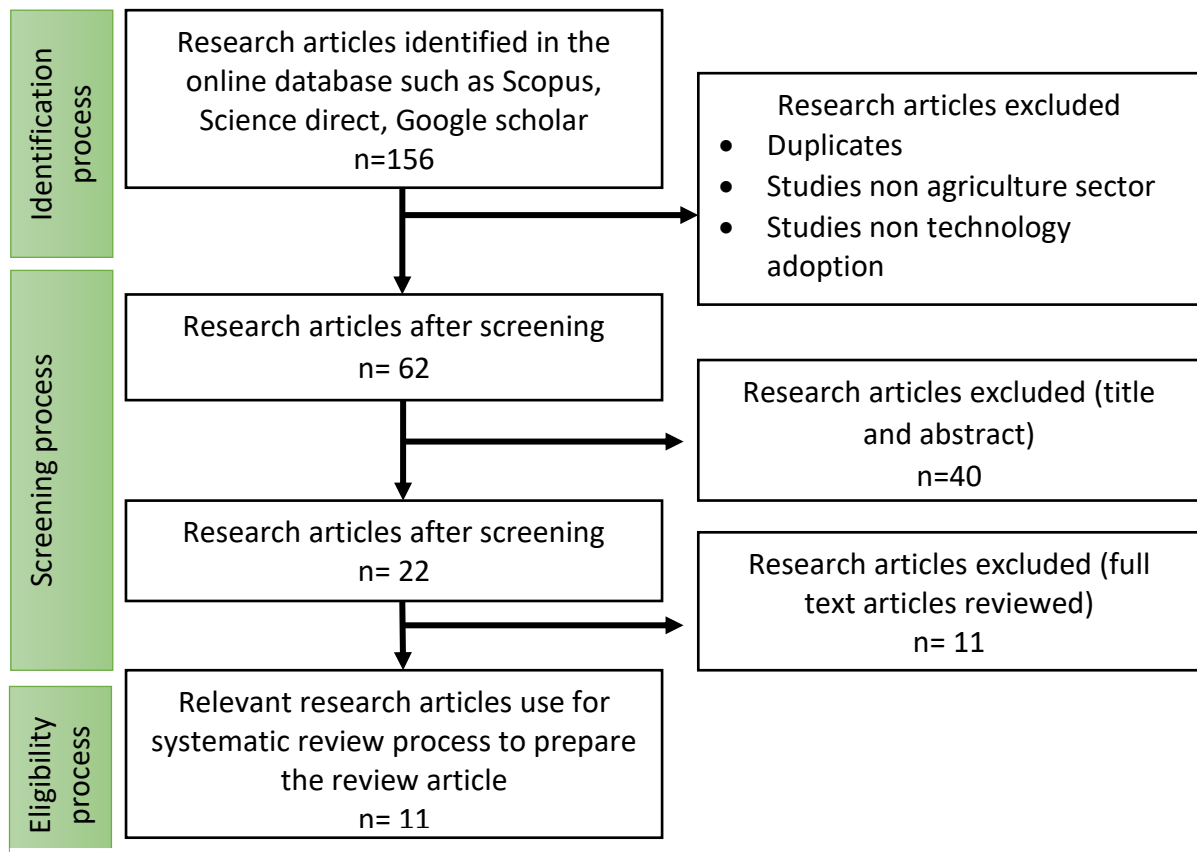 Identification
process
Research articles identified in the
online database such as Scopus,
Science direct, Google scholar
n=156
Research articles excluded
• Duplicates
• Studies non agriculture sector
• Studies non technology
adoption
Screening process
Research articles after screening
n= 62
Research articles excluded (title
and abstract)
n=40
Research articles after screening
n= 22
Research articles excluded (full
text articles reviewed)
n= 11
Eligibility
process
Relevant research articles use for
systematic review process to prepare
the review article
n= 11